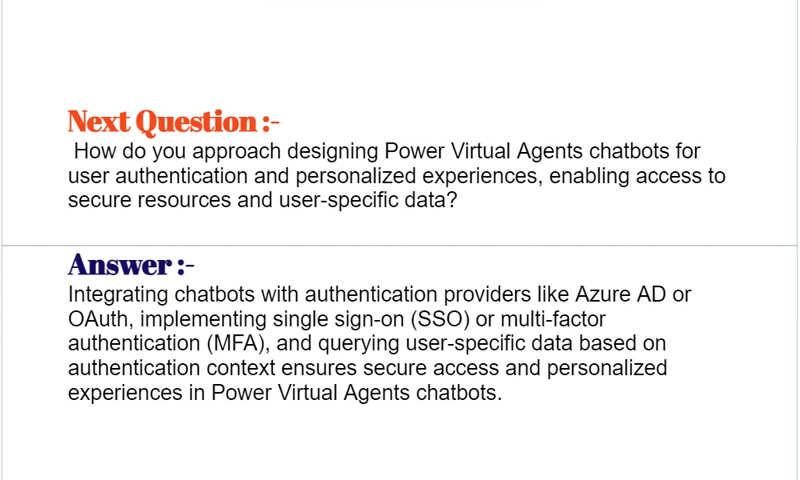 Next Question :-
How do you approach designing Power Virtual Agents chatbots for
user authentication and personalized experiences, enabling access to
secure resources and user-specific data?
Answer :-
Integrating chatbots with authentication providers like Azure AD or
OAuth, implementing single sign-on (SSO) or multi-factor
authentication (MFA), and querying user-specific data based on
authentication context ensures secure access and personalized
experiences in Power Virtual Agents chatbots.